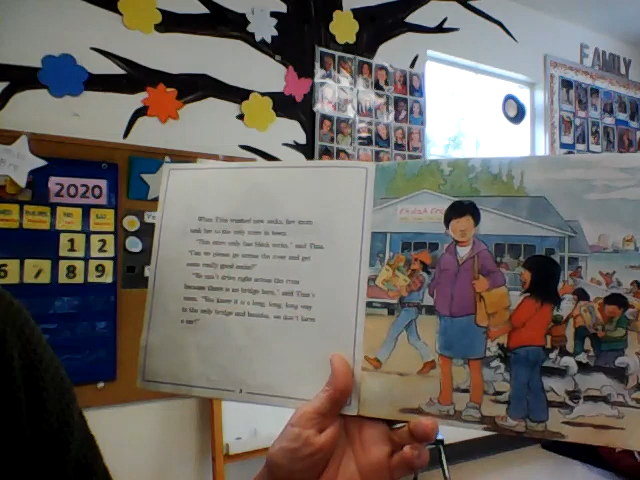 FAMILY
2020
1 2
6 7 8 9
When Tina wanted new socks, her mom
took her to the only store in town.
"This store only has black socks," said Tina.
"Can we please go across the river and get
some really good socks?"
"We can't drive right across the river
because there is no bridge here," said Tina's
mom. "You know it is a long, long, long way
to the only bridge and besides, we don't have
a car!"